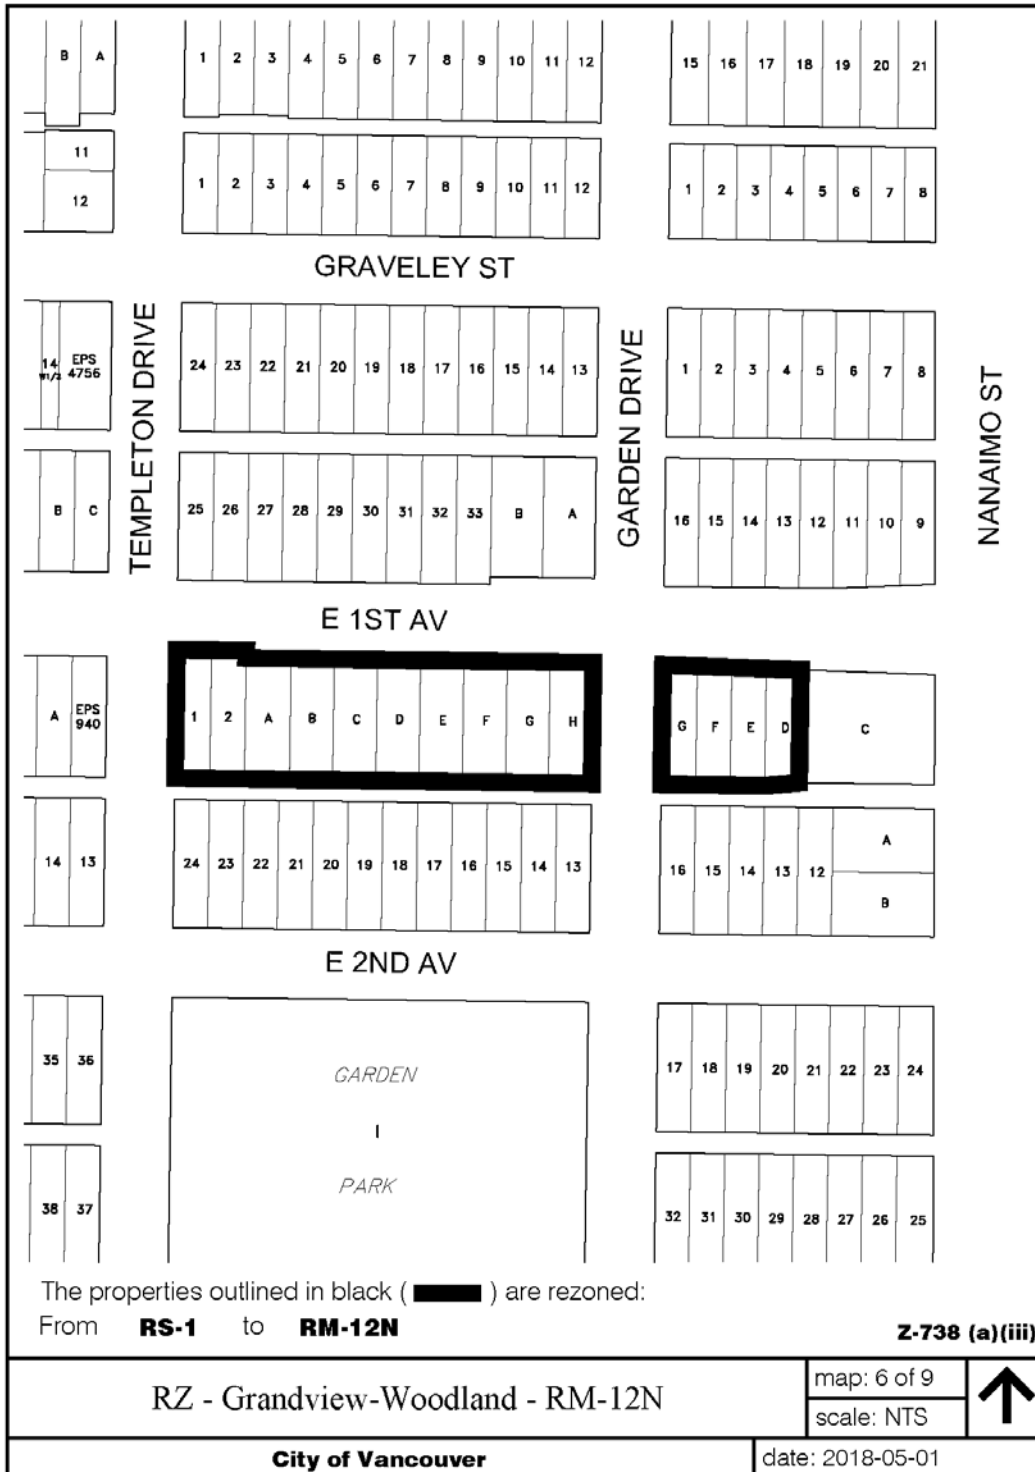 B A 1 2 3 4 5 6 7 8 9 10 11 12 15 16 17 18 19 20 21
11
12 1 2 3 4 5 6 7 8 9 10 11 12 1 2 3 4 5 6 7 8
GRAVELEY ST
TEMPLETON DRIVE
GARDEN DRIVE
NANAIMO ST
14 EPS 24 23 22 21 20 19 18 17 16 15 14 13 1 2 3 4 5 6 7 8
W1/2 4756
B C 25 26 27 28 29 30 31 32 33 B A 16 15 14 13 12 11 10 9
E 1ST AV
A EPS 1 2 A B C D E F G H G F E D C
940
14 13 24 23 22 21 20 19 18 17 16 15 14 13 16 15 14 13 12 A
B
E 2ND AV
35 36 GARDEN 17 18 19 20 21 22 23 24
I
PARK
38 37 32 31 30 29 28 27 26 25
The properties outlined in black ( ) are rezoned:
From RS-1 to RM-12N
Z-738 (a)(iii)
RZ - Grandview-Woodland - RM-12N
map: 6 of 9
scale: NTS
City of Vancouver
date: 2018-05-01